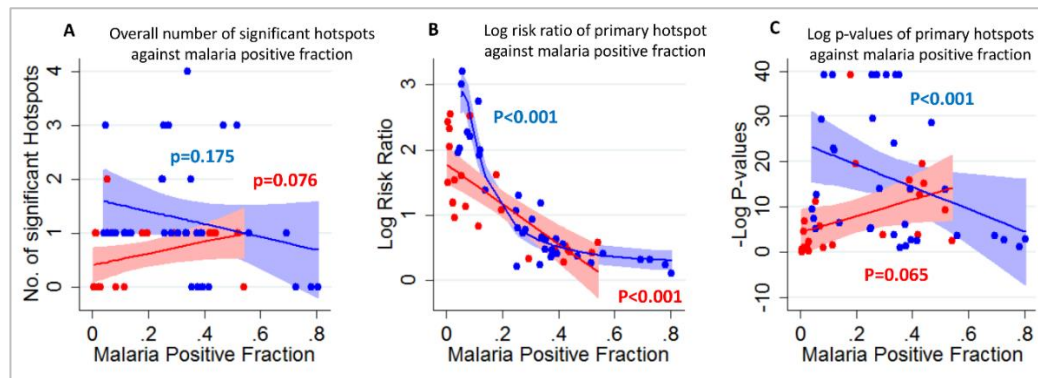 A
Overall number of significant hotspots
against malaria positive fraction
No. of significant Hotspots
4
3
2
1
0
p=0.175
p=0.076
0
.2
.4
.6
.8
Malaria Positive Fraction
B
Log risk ratio of primary hotspot
against malaria positive fraction
Log Risk Ratio
3
2
1
0
P<0.001
P<0.001
0
.2
.4
.6
.8
Malaria Positive Fraction
C
Log p-values of primary hotspots
against malaria positive fraction
-Log P-values
40
30
20
10
0
-10
P<0.001
P=0.065
0
.2
.4
.6
.8
Malaria Positive Fraction